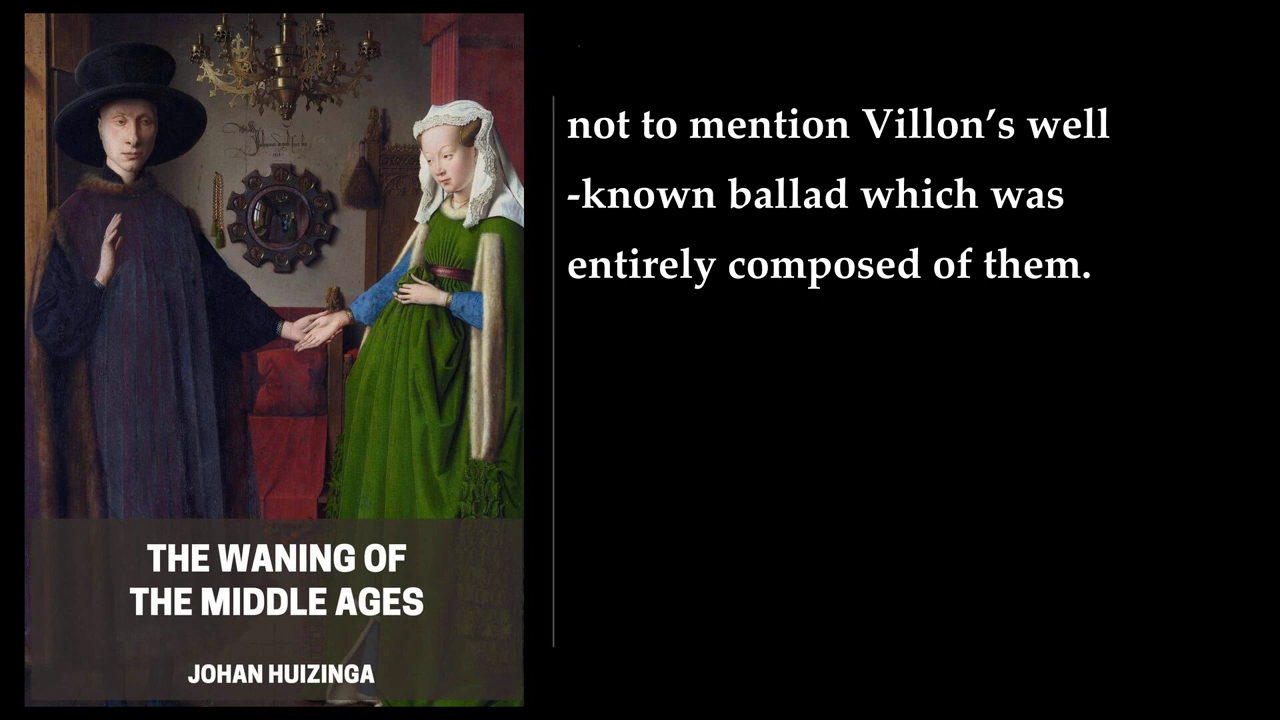 not to mention Villon’s well
-known ballad which was
entirely composed of them.
THE WANING OF
THE MIDDLE AGES
JOHAN HUIZINGA